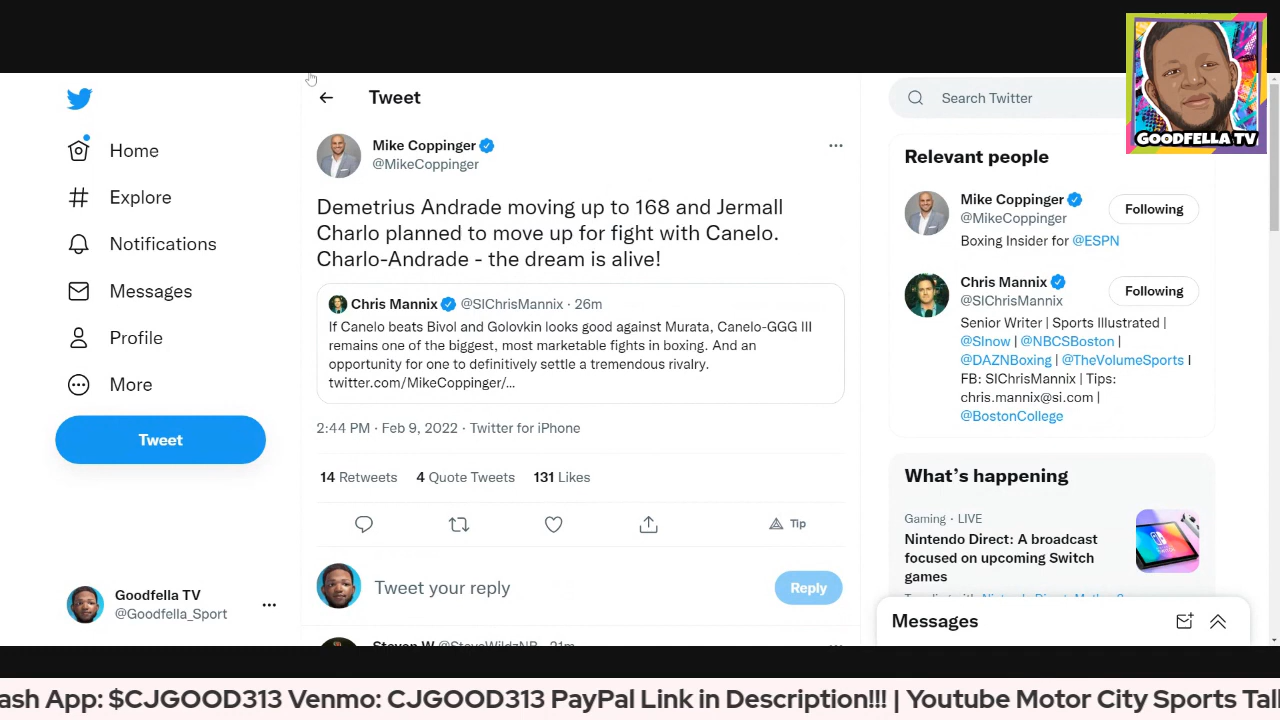 GOODFELLA TV
Tweet
Search Twitter
Home
Explore
Notifications
Messages
Profile
More
Tweet
Goodfella TV
@Goodfella_Sport
Mike Coppinger
@MikeCoppinger
Demetrius Andrade moving up to 168 and Jermall
Charlo planned to move up for fight with Canelo.
Charlo-Andrade - the dream is alive!
Chris Mannix @SIChrisMannix · 26m
If Canelo beats Bivol and Golovkin looks good against Murata, Canelo-GGG III
remains one of the biggest, most marketable fights in boxing. And an
opportunity for one to definitively settle a tremendous rivalry.
twitter.com/MikeCoppinger/...
2:44 PM · Feb 9, 2022 · Twitter for iPhone
14 Retweets 4 Quote Tweets 131 Likes
Tip
Tweet your reply
Reply
Relevant people
Mike Coppinger
@MikeCoppinger
Following
Boxing Insider for @ESPN
Chris Mannix
@SIChrisMannix
Following
Senior Writer | Sports Illustrated |
@SInow | @NBCSBoston |
@DAZNBoxing | @TheVolumeSports I
FB: SIChrisMannix | Tips:
chris.mannix@si.com |
@BostonCollege
What's happening
Gaming · LIVE
Nintendo Direct: A broadcast
focused on upcoming Switch
games
Messages
ash App: $CJGOOD313 Venmo: CJGOOD313 PayPal Link in Description!!! | Youtube Motor City Sports Tal